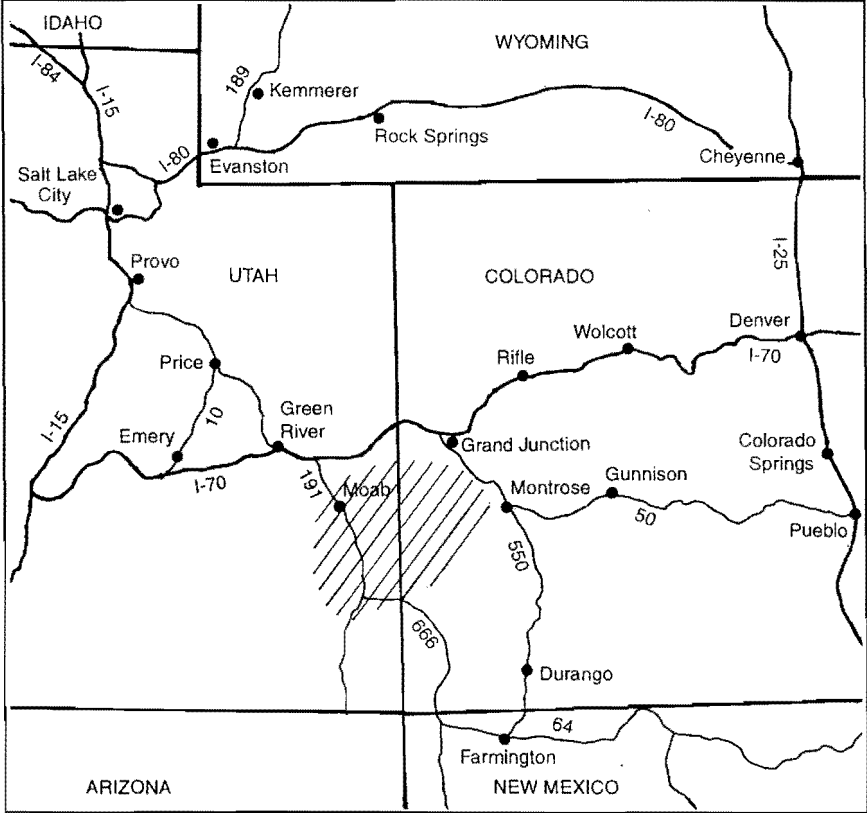 IDAHO
WYOMING
I-84
I-15
189
Kemmerer
I-80
Rock Springs
I-80
Evanston
Cheyenne
Salt Lake
City
I-25
Provo
UTAH
COLORADO
Denver
Wolcott
I-70
Rifle
Price
10
Green
River
I-15
Emery
Grand Junction
Colorado
Springs
I-70
191
Moab
Montrose
Gunnison
50
Pueblo
550
666
Durango
64
Farmington
ARIZONA
NEW MEXICO